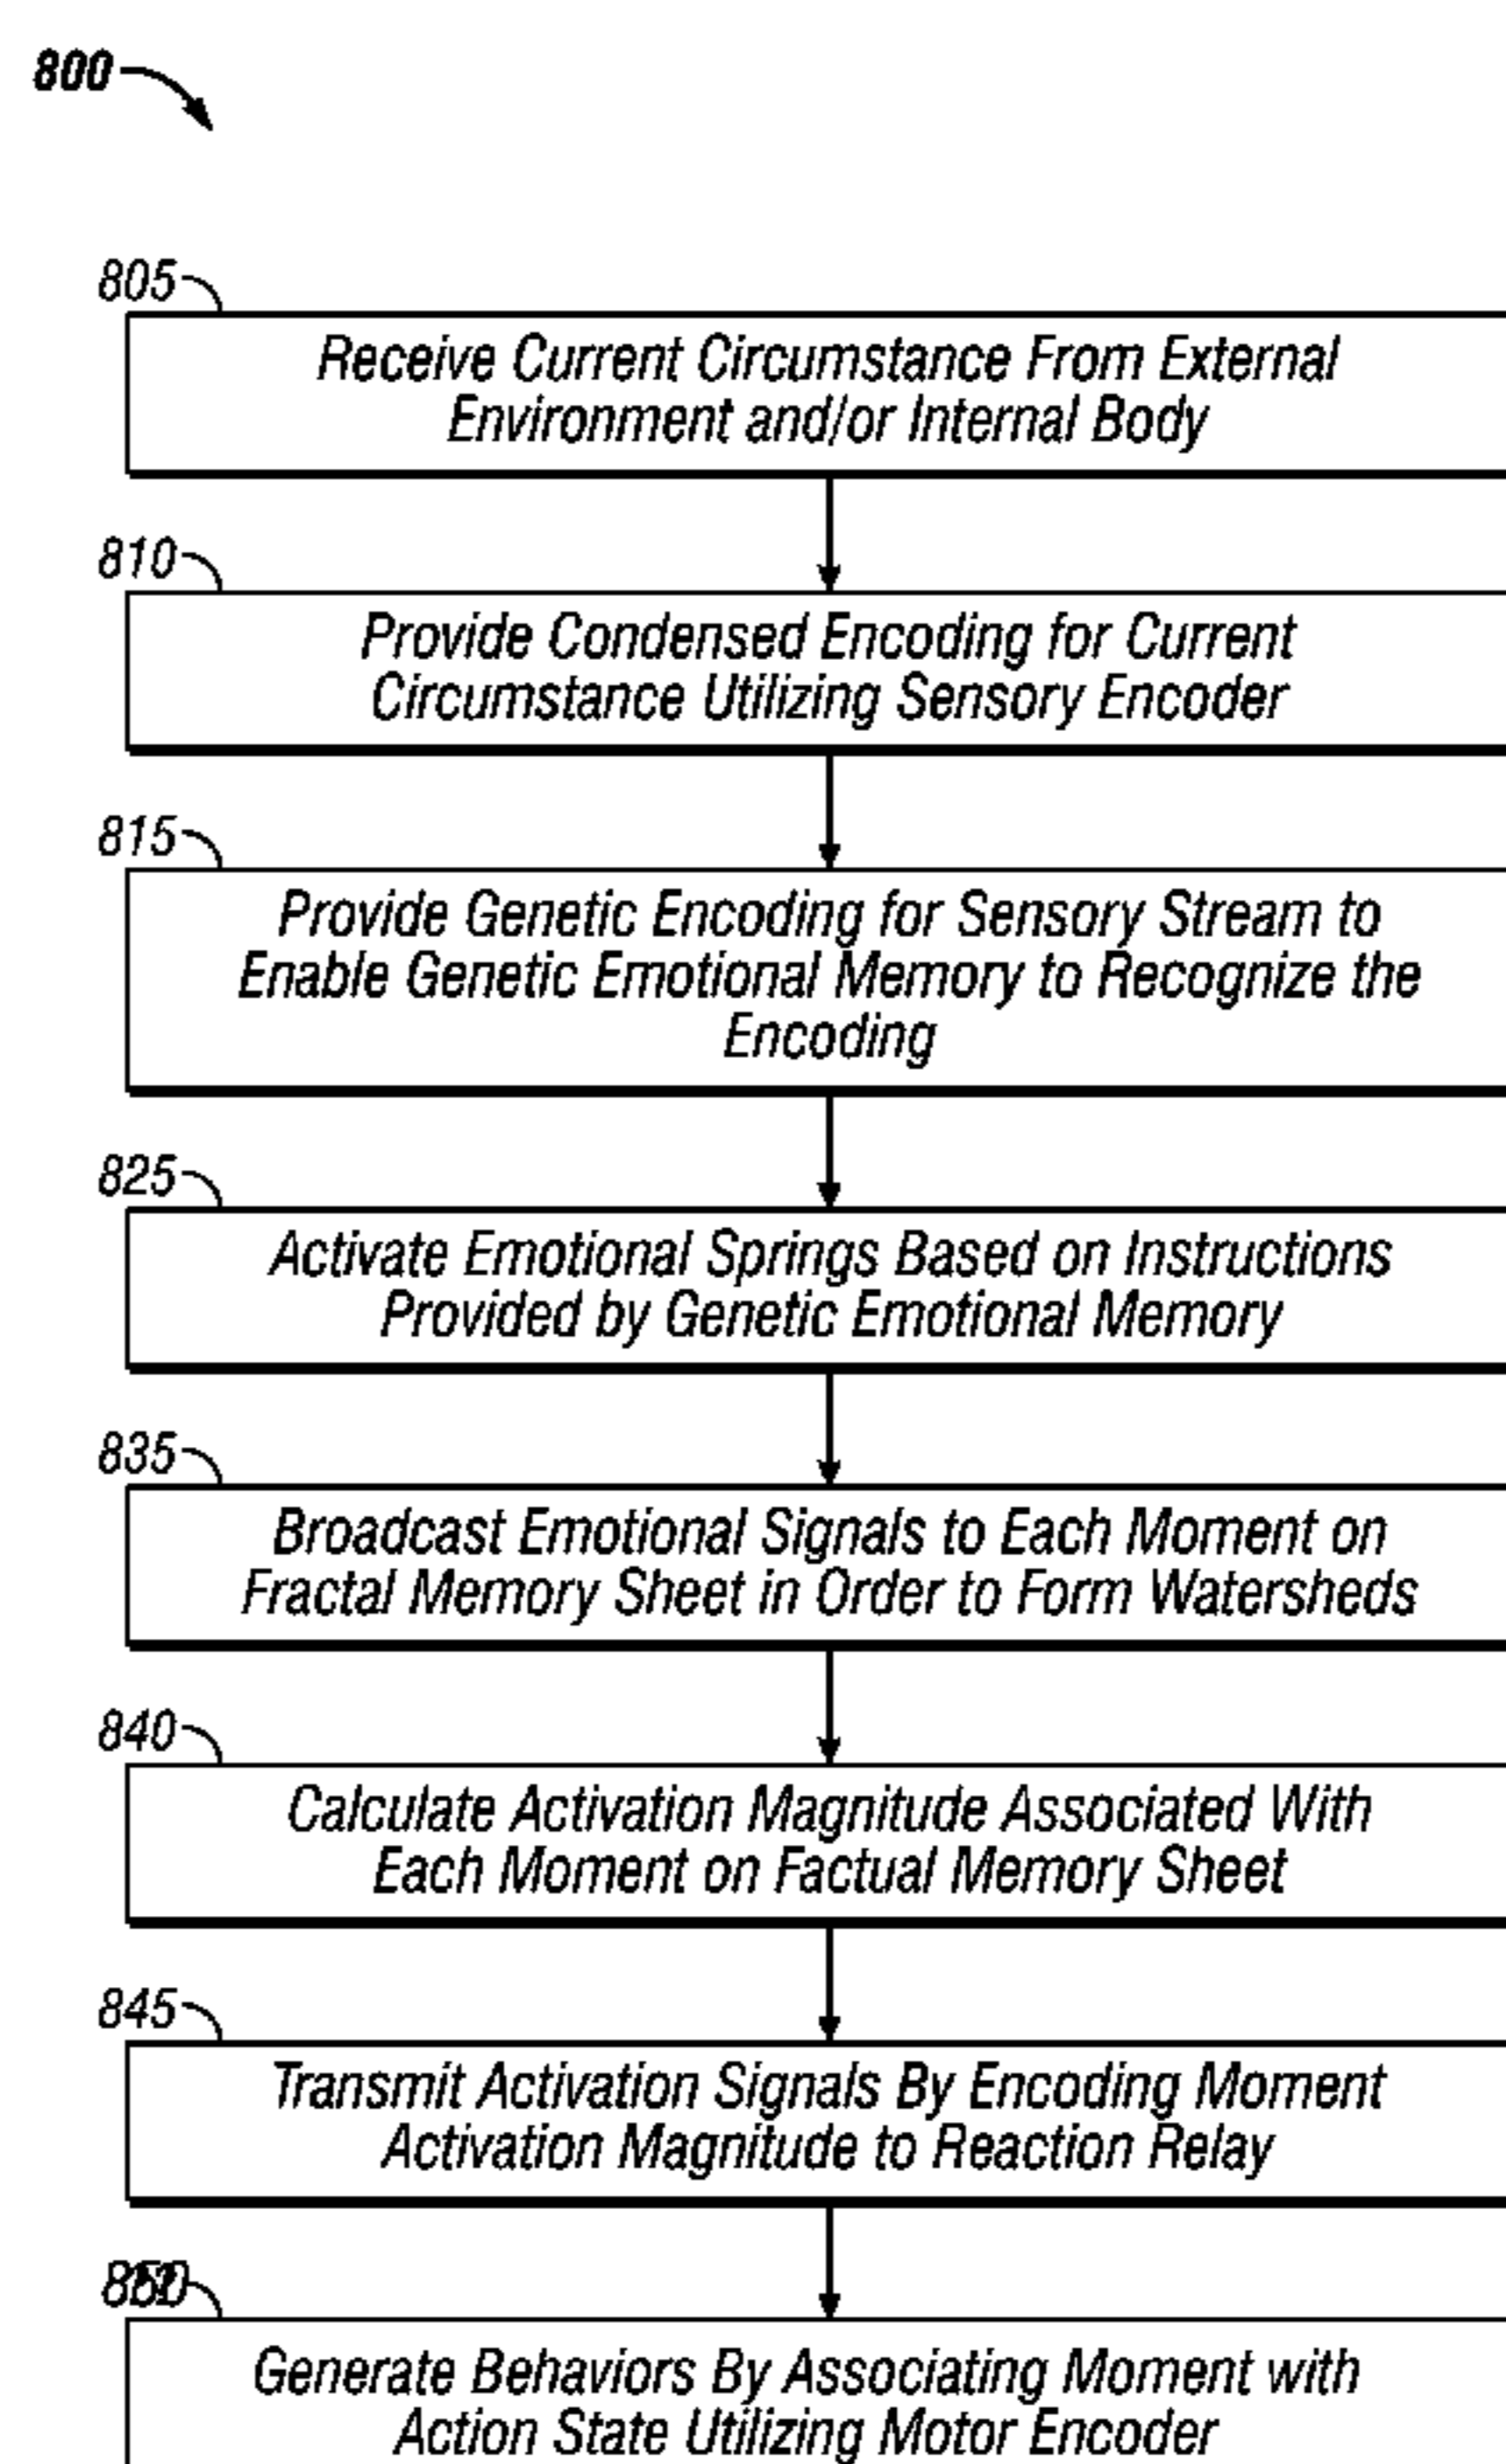 800
805
Receive Current Circumstance From External
Environment and/or Internal Body
810
Provide Condensed Encoding for Current
Circumstance Utilizing Sensory Encoder
815
Provide Genetic Encoding for Sensory Stream to
Enable Genetic Emotional Memory to Recognize the
Encoding
825
Activate Emotional Springs Based on Instructions
Provided by Genetic Emotional Memory
835
Broadcast Emotional Signals to Each Moment on
Fractal Memory Sheet in Order to Form Watersheds
840
Calculate Activation Magnitude Associated With
Each Moment on Factual Memory Sheet
845
Transmit Activation Signals By Encoding Moment
Activation Magnitude to Reaction Relay
Generate Behaviors By Associating Moment with
Action State Utilizing Motor Encoder